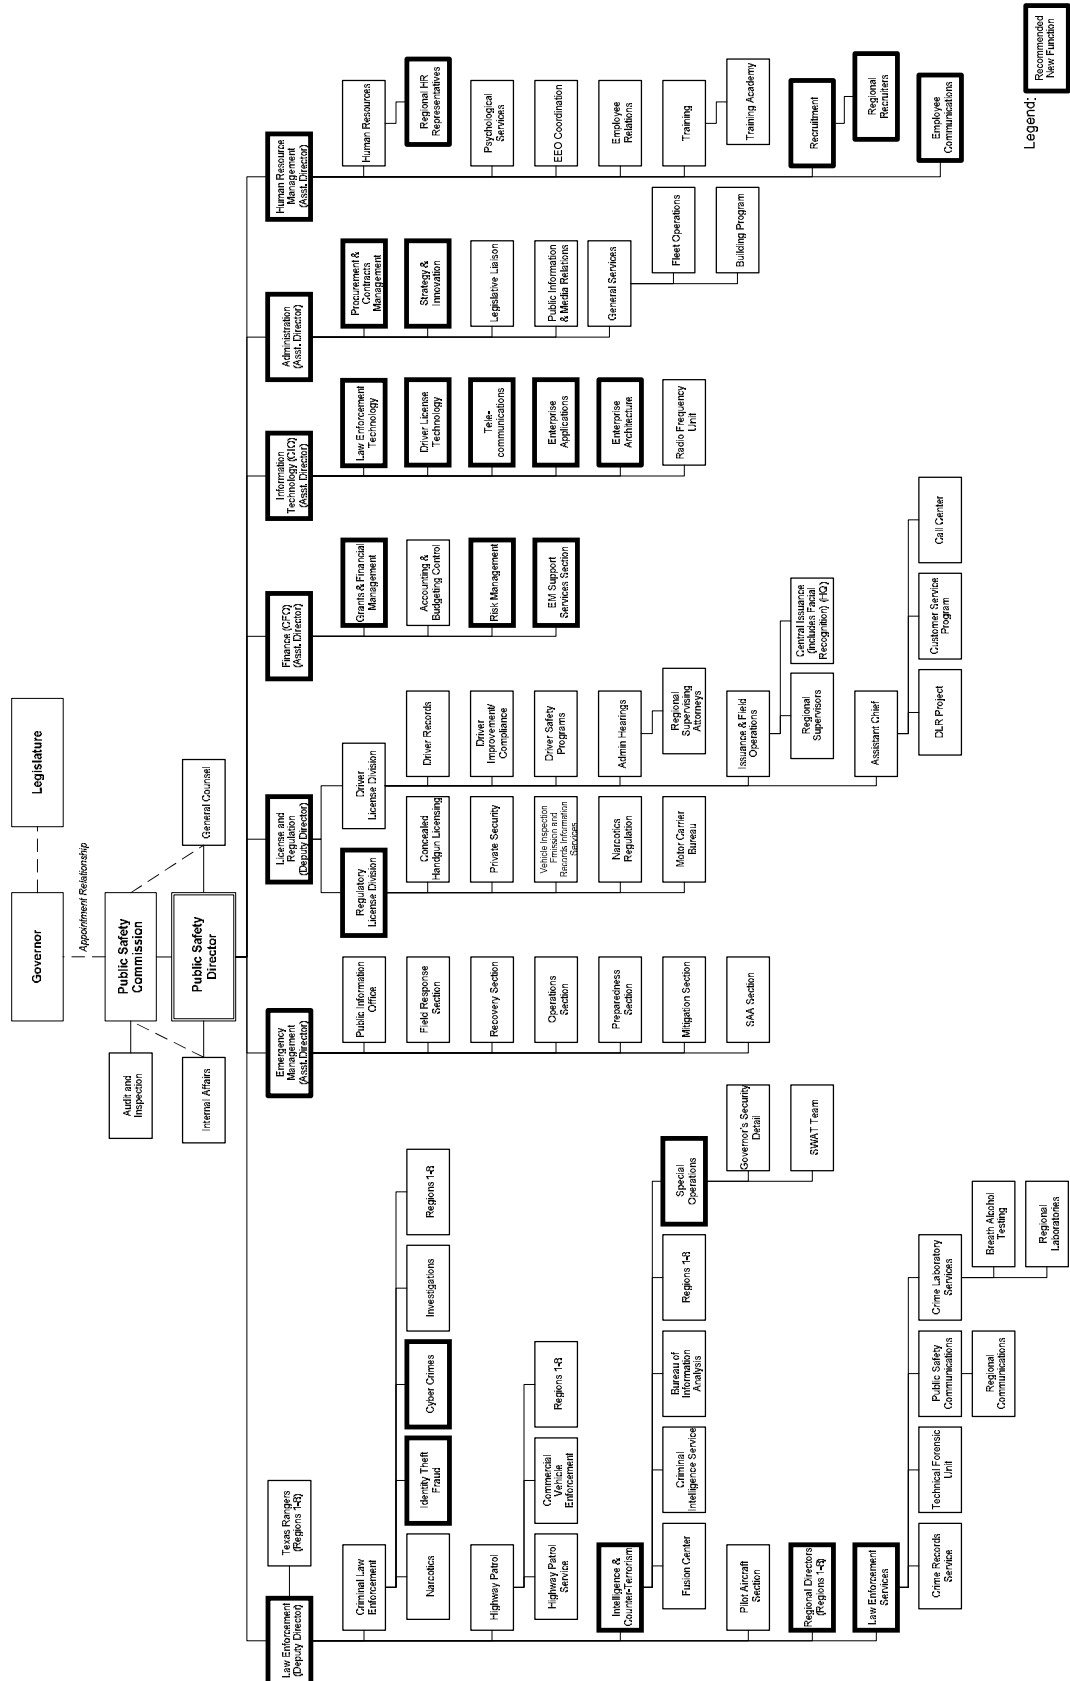 Governor
Legislature
Appointment Relationship
Audit and
Inspection
Public Safety
Commission
Internal Affairs
Public Safety
Director
General Counsel
Law Enforcement
(Deputy Director)
Texas Rangers
(Regions 1-8)
Emergency
Management
(Asst. Director)
License and
Regulation
(Deputy Director)
Finance (CFO)
(Asst. Director)
Information
Technology (CIO)
(Asst. Director)
Administration
(Asst. Director)
Human Resource
Management
(Asst. Director)
Criminal Law
Enforcement
Narcotics
Identity Theft
Fraud
Cyber Crimes
Investigations
Regions 1-8
Highway Patrol
Highway Patrol
Service
Commercial
Vehicle
Enforcement
Regions 1-8
Intelligence &
Counter-Terrorism
Fusion Center
Criminal
Intelligence Service
Bureau of
Information
Analysis
Regions 1-8
Special
Operations
Governor's Security
Detail
SWAT Team
Pilot Aircraft
Section
Regional Directors
(Regions 1-8)
Law Enforcement
Services
Crime Records
Service
Technical Forensic
Unit
Public Safety
Communications
Regional
Communications
Crime Laboratory
Services
Breath Alcohol
Testing
Regional
Laboratories
Public Information
Office
Field Response
Section
Recovery Section
Operations
Section
Preparedness
Section
Mitigation Section
SAA Section
Regulatory
License Division
Concealed
Handgun Licensing
Private Security
Vehicle Inspection
Emission and
Records Information
Services
Narcotics
Regulation
Motor Carrier
Bureau
Driver
License Division
Driver Records
Driver
Improvement/
Compliance
Driver Safety
Programs
Admin Hearings
Regional
Supervising
Attorneys
Issuance & Field
Operations
Regional
Supervisors
Central Issuance
(includes Facial
Recognition) (HQ)
Assistant Chief
DLR Project
Customer Service
Program
Call Center
Grants & Financial
Management
Accounting &
Budgeting Control
Risk Management
EM Support
Services Section
Law Enforcement
Technology
Driver License
Technology
Tele-
communications
Enterprise
Applications
Enterprise
Architecture
Radio Frequency
Unit
Procurement &
Contracts
Management
Strategy &
Innovation
Legislative Liaison
Public Information
& Media Relations
General Services
Fleet Operations
Building Program
Human Resources
Regional HR
Representatives
Psychological
Services
EEO Coordination
Employee
Relations
Training
Training Academy
Recruitment
Regional
Recruiters
Employee
Communications
Legend:
Recommended
New Function